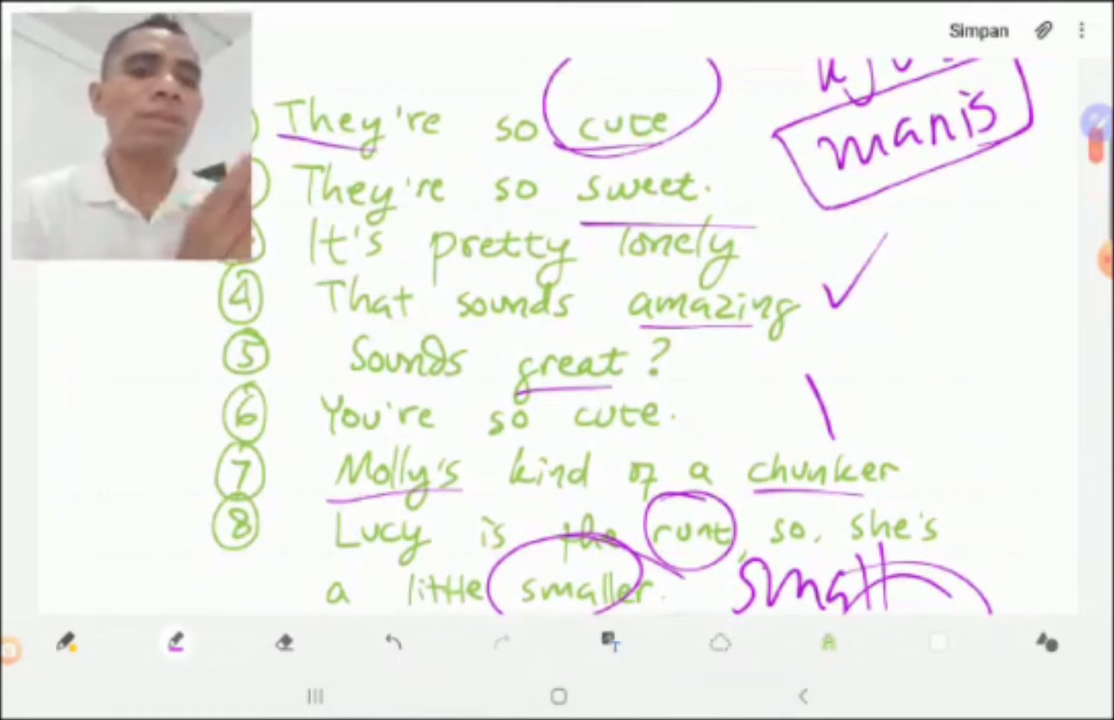 Simpan
They're so cute
manis
They're so sweet.
It's pretty lonely
④ That sounds amazing
⑤ Sounds great?
⑥ You're so cute.
⑦ Molly's kind of a chunker
⑧ Lucy is the runt, so, she's
a little smaller. small